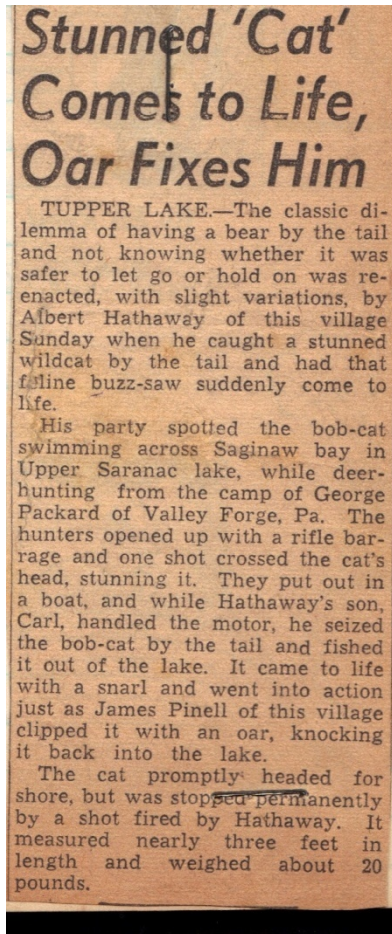 Stunned 'Cat'
Comes to Life,
Oar Fixes Him
TUPPER LAKE.—The classic di-
lemma of having a bear by the tail
and not knowing whether it was
safer to let go or hold on was re-
enacted, with slight variations, by
Albert Hathaway of this village
Sunday when he caught a stunned
wildcat by the tail and had that
feline buzz-saw suddenly come to
life.
His party spotted the bob-cat
swimming across Saginaw bay in
Upper Saranac lake, while deer-
hunting from the camp of George
Packard of Valley Forge, Pa. The
hunters opened up with a rifle bar-
rage and one shot crossed the cat's
head, stunning it. They put out in
a boat, and while Hathaway's son,
Carl, handled the motor, he seized
the bob-cat by the tail and fished
it out of the lake. It came to life
with a snarl and went into action
just as James Pinell of this village
clipped it with an oar, knocking
it back into the lake.
The cat promptly headed for
shore, but was stopped permanently
by a shot fired by Hathaway. It
measured nearly three feet in
length and weighed about 20
pounds.